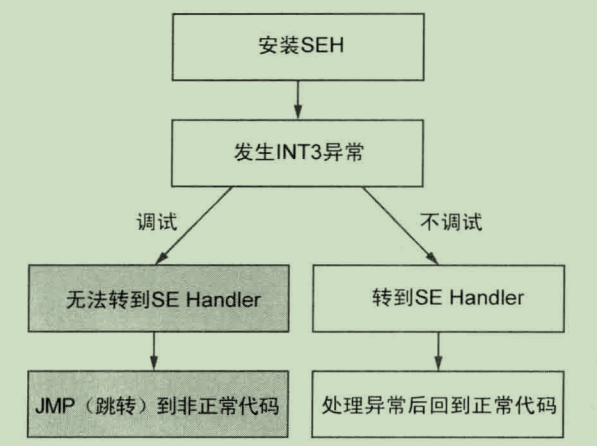 安装SEH
发生INT3异常
调试
不调试
无法转到SE Handler
转到SE Handler
JMP（跳转）到非正常代码
处理异常后回到正常代码